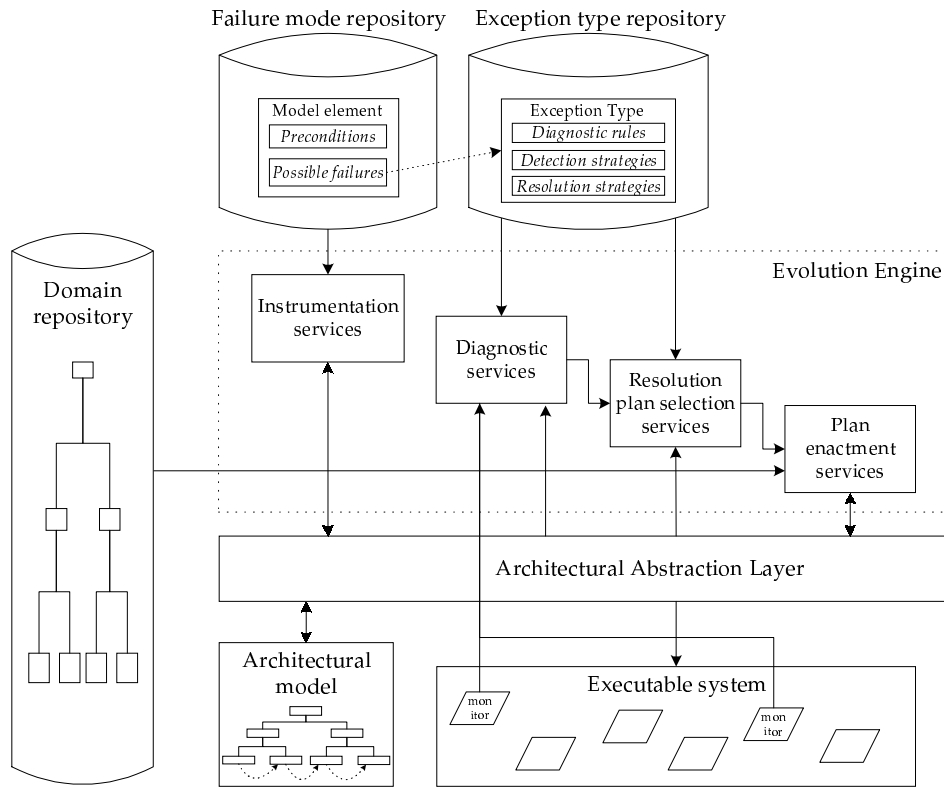 Failure mode repository
Exception type repository
Model element
Preconditions
Possible failures
Exception Type
Diagnostic rules
Detection strategies
Resolution strategies
Evolution Engine
Domain
repository
Instrumentation
services
Diagnostic
services
Resolution
plan selection
services
Plan
enactment
services
Architectural Abstraction Layer
Architectural
model
Executable system
mon
itor
mon
itor